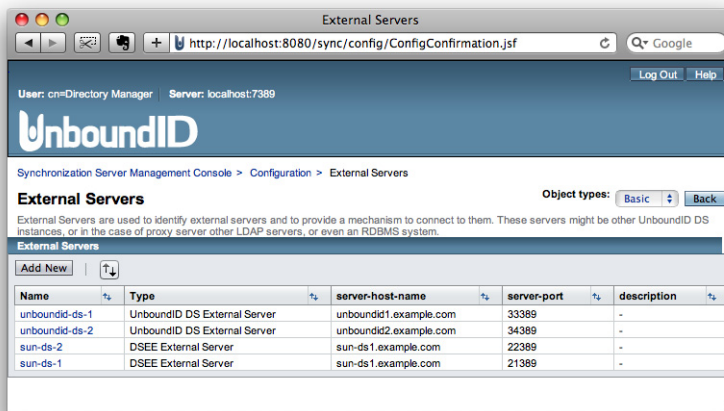 External Servers
http://localhost:8080/sync/config/ConfigConfirmation.jsf
Google
Log Out Help
User: cn=Directory Manager Server: localhost:7389
UnboundID
Synchronization Server Management Console > Configuration > External Servers
External Servers
Object types: Basic Back
External Servers are used to identify external servers and to provide a mechanism to connect to them. These servers might be other UnboundID DS
instances, or in the case of proxy server other LDAP servers, or even an RDBMS system.
External Servers
Add New
Name Type server-host-name server-port description
unboundid-ds-1 UnboundID DS External Server unboundid1.example.com 33389 -
unboundid-ds-2 UnboundID DS External Server unboundid2.example.com 34389 -
sun-ds-2 DSEE External Server sun-ds1.example.com 22389 -
sun-ds-1 DSEE External Server sun-ds1.example.com 21389 -